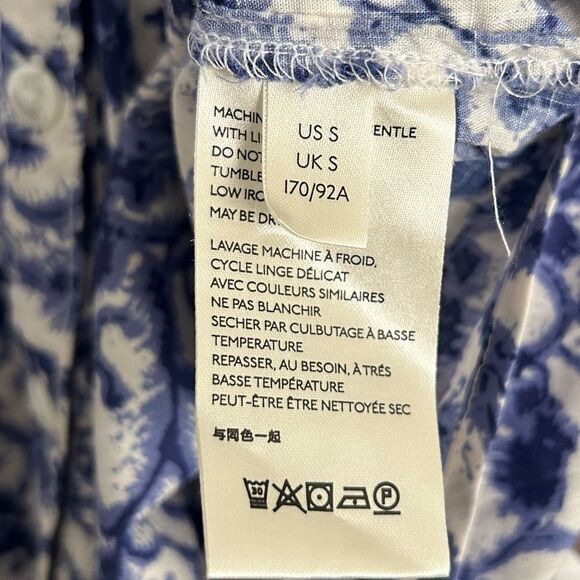 US S
UK S
170/92A
MACHIN ENTLE
WITH LI
DO NOT
TUMBLE
LOW IRO
MAY BE DR
LAVAGE MACHINE À FROID,
CYCLE LINGE DÉLICAT
AVEC COULEURS SIMILAIRES
NE PAS BLANCHIR
SECHER PAR CULBUTAGE À BASSE
TEMPERATURE
REPASSER, AU BESOIN, À TRÉS
BASSE TEMPÉRATURE
PEUT-ÊTRE ÊTRE NETTOYÉE SEC
与同色一起
30
P